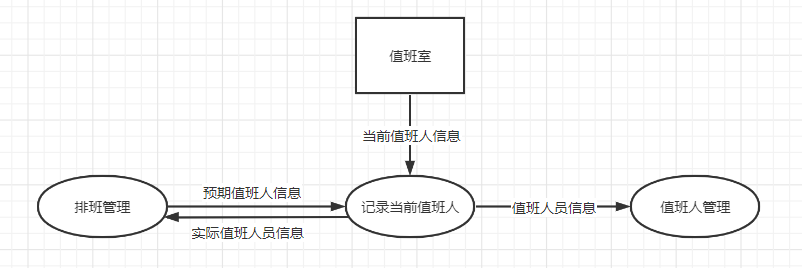 值班室
当前值班人信息
预期值班人信息
排班管理
记录当前值班人
值班人员信息
值班人管理
实际值班人员信息